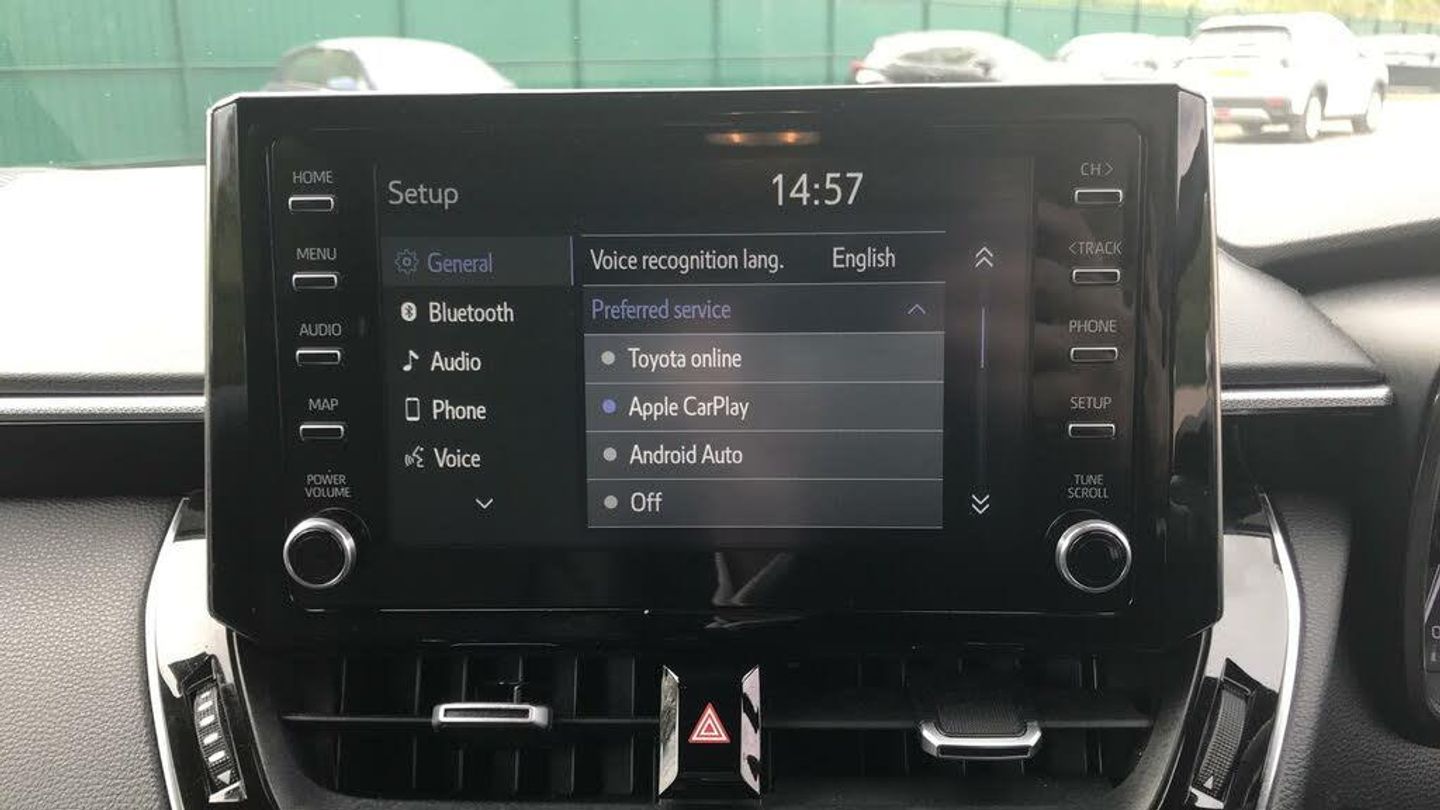 HOME
MENU
AUDIO
MAP
POWER
VOLUME
Setup
14:57
General
Bluetooth
Audio
Phone
Voice
Voice recognition lang. English
Preferred service
Toyota online
Apple CarPlay
Android Auto
Off
CH >
<TRACK
PHONE
SETUP
TUNE
SCROLL